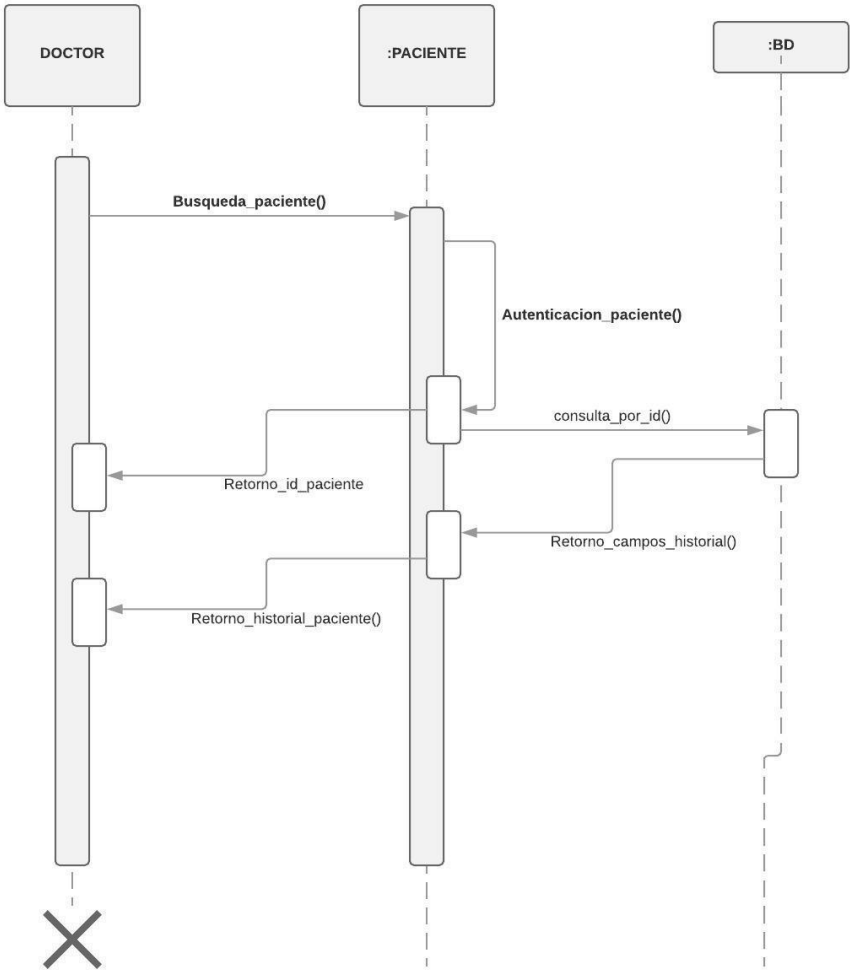 DOCTOR
:PACIENTE
:BD
Busqueda_paciente()
Autenticacion_paciente()
consulta_por_id()
Retorno_id_paciente
Retorno_campos_historial()
Retorno_historial_paciente()